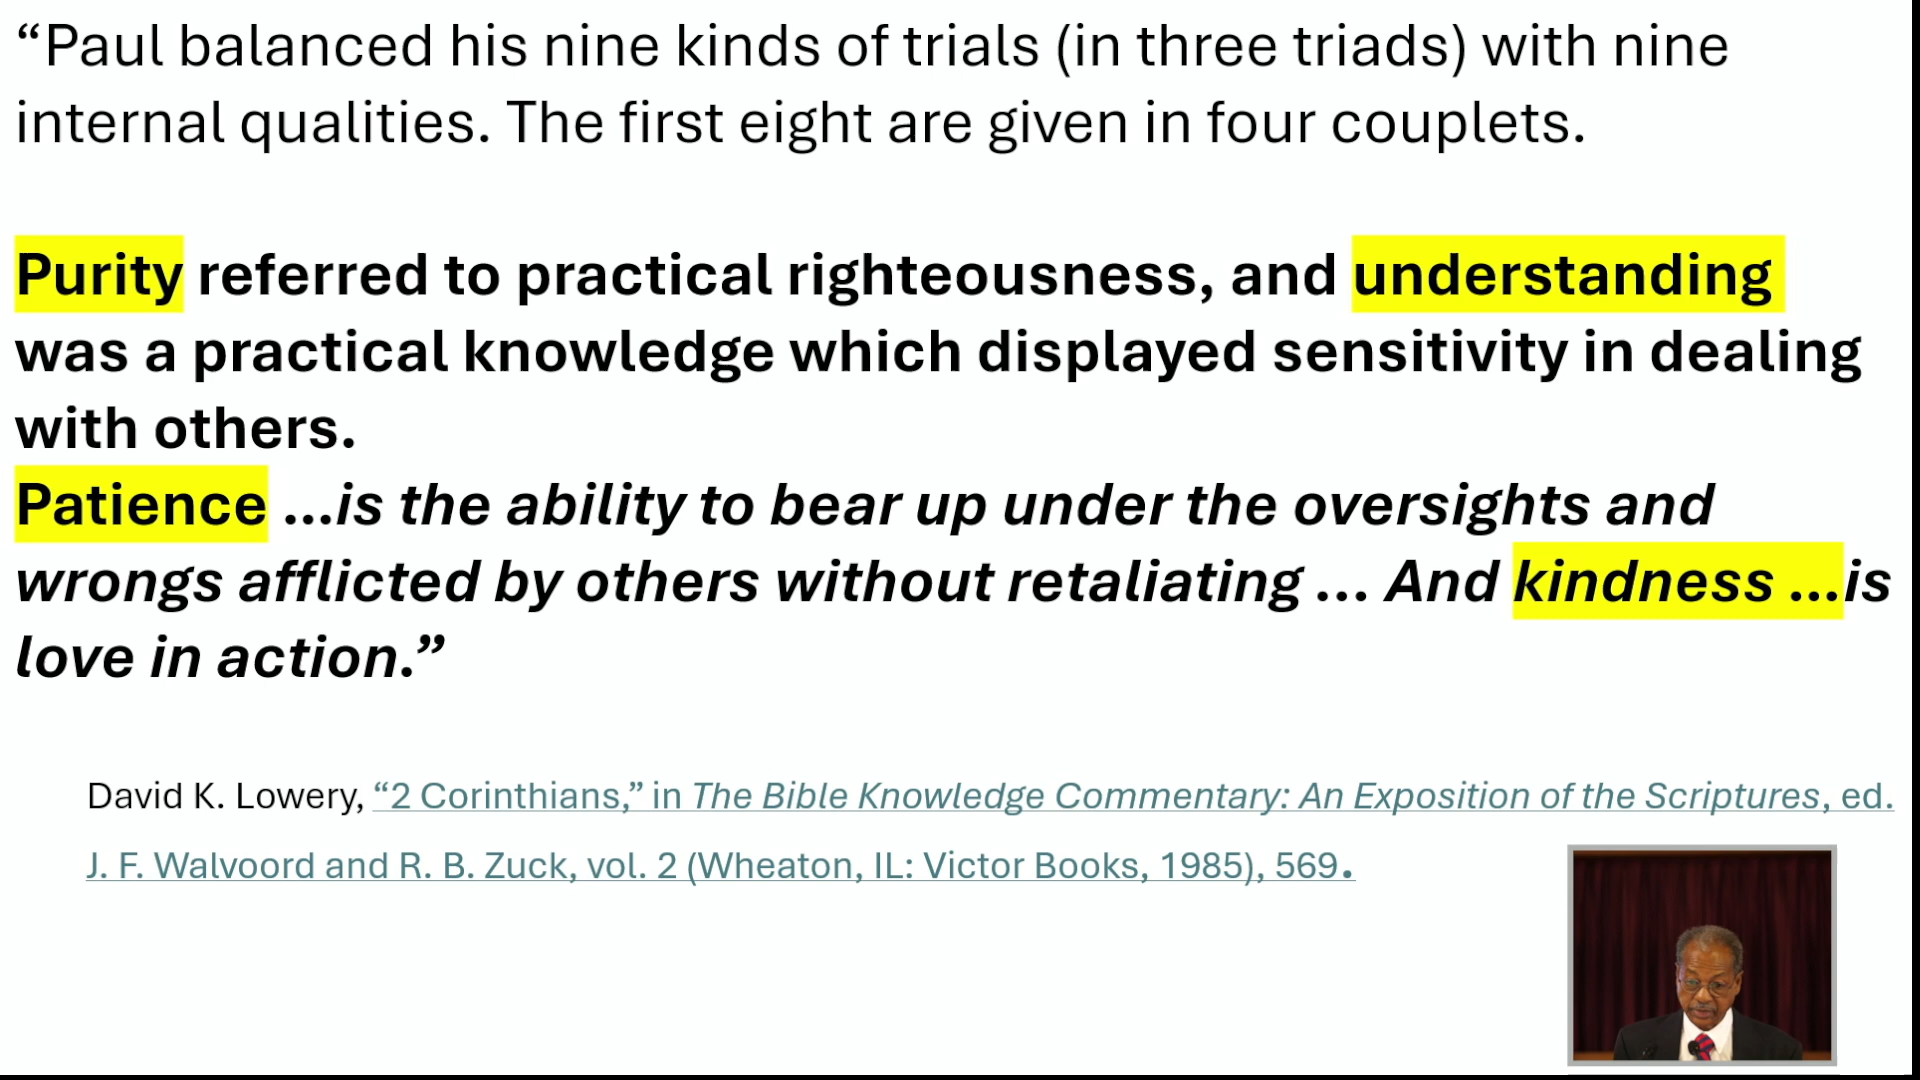 “Paul balanced his nine kinds of trials (in three triads) with nine
internal qualities. The first eight are given in four couplets.
Purity referred to practical righteousness, and understanding
was a practical knowledge which displayed sensitivity in dealing
with others.
Patience ...is the ability to bear up under the oversights and
wrongs afflicted by others without retaliating ... And kindness ...is
love in action.”
David K. Lowery, “2 Corinthians,” in The Bible Knowledge Commentary: An Exposition of the Scriptures, ed.
J. F. Walvoord and R. B. Zuck, vol. 2 (Wheaton, IL: Victor Books, 1985), 569.